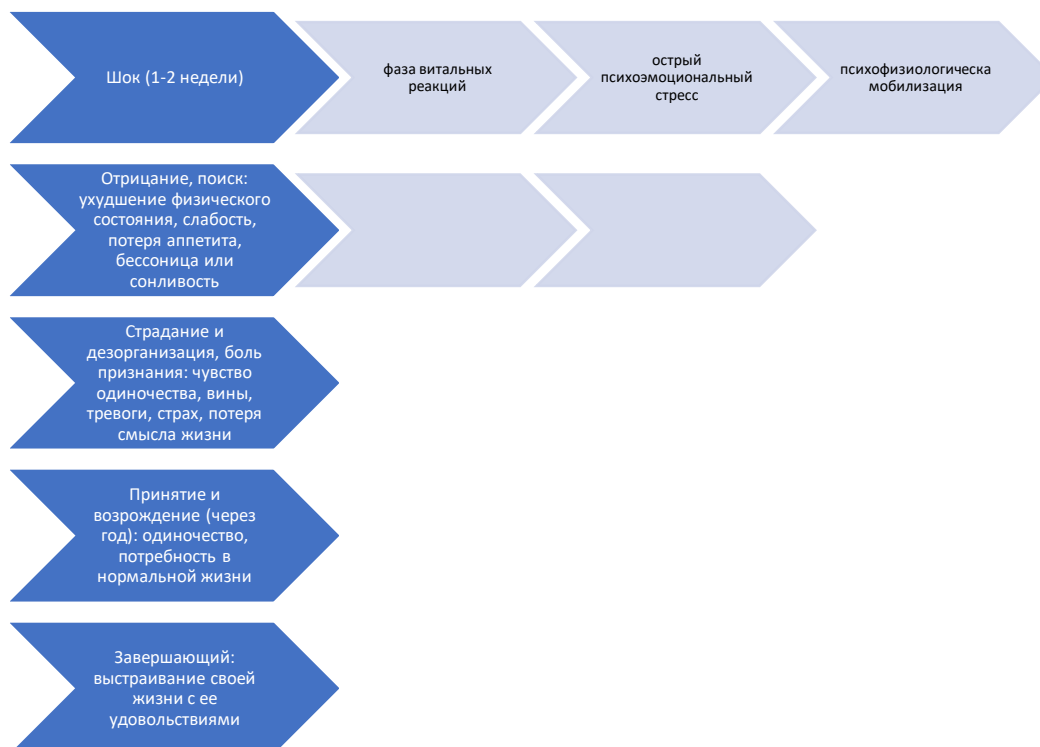 Шок (1-2 недели)
фаза витальных
реакций
острый
психоэмоциональный
стресс
психофизиологическа
мобилизация
Отрицание, поиск:
ухудшение физического
состояния, слабость,
потеря аппетита,
бессоница или
сонливость
Страдание и
дезорганизация, боль
признания: чувство
одиночества, вины,
тревоги, страх, потеря
смысла жизни
Принятие и
возрождение (через
год): одиночество,
потребность в
нормальной жизни
Завершающий:
выстраивание своей
жизни с ее
удовольствиями